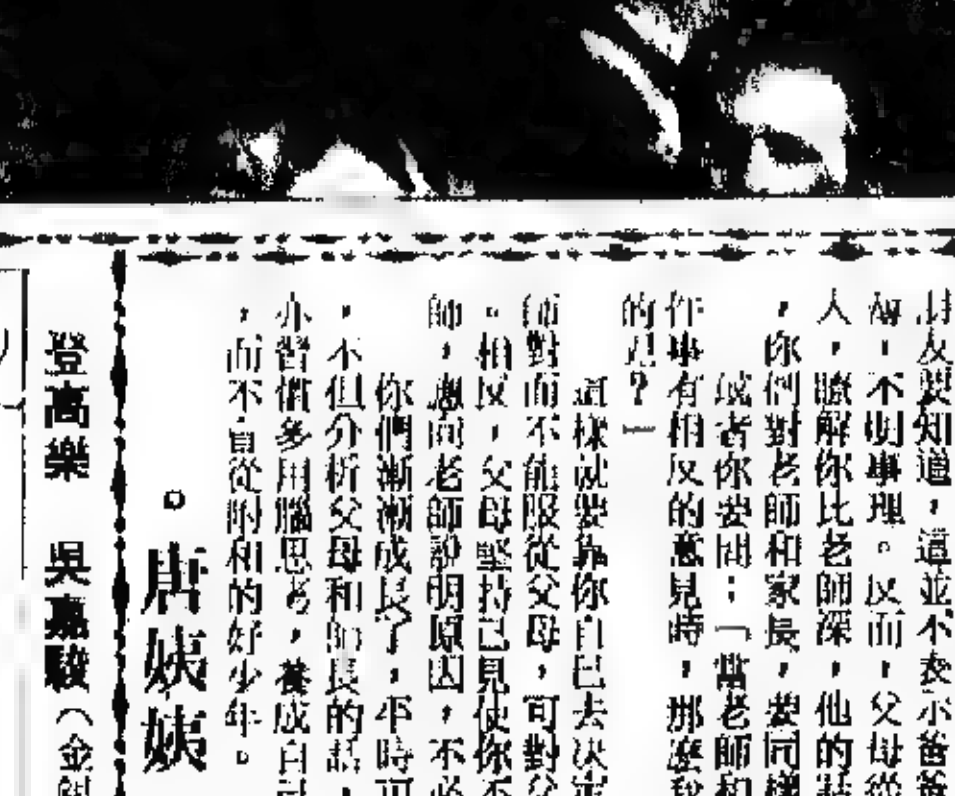 朋友要知道，這並不表示爸爸
，不明事理。反而，父母從
人，瞭解你比老師深，他的
，你們對老師和家長，要同樣
或者你要問：「當老師和
件事有相反的意見時，那麼我
的呢？」
這樣就要靠你自己去決定
師對而不能服從父母，可對父
。相反，父母堅持己見使你不
師，應向老師說明原因，不必
你們漸漸成長了，平時可
，不但分析父母和師長的話，
亦習慣多用腦思考，養成自己
，而不盲從附和的好少年。
。唐姨姨
登高樂　吳嘉駿（金